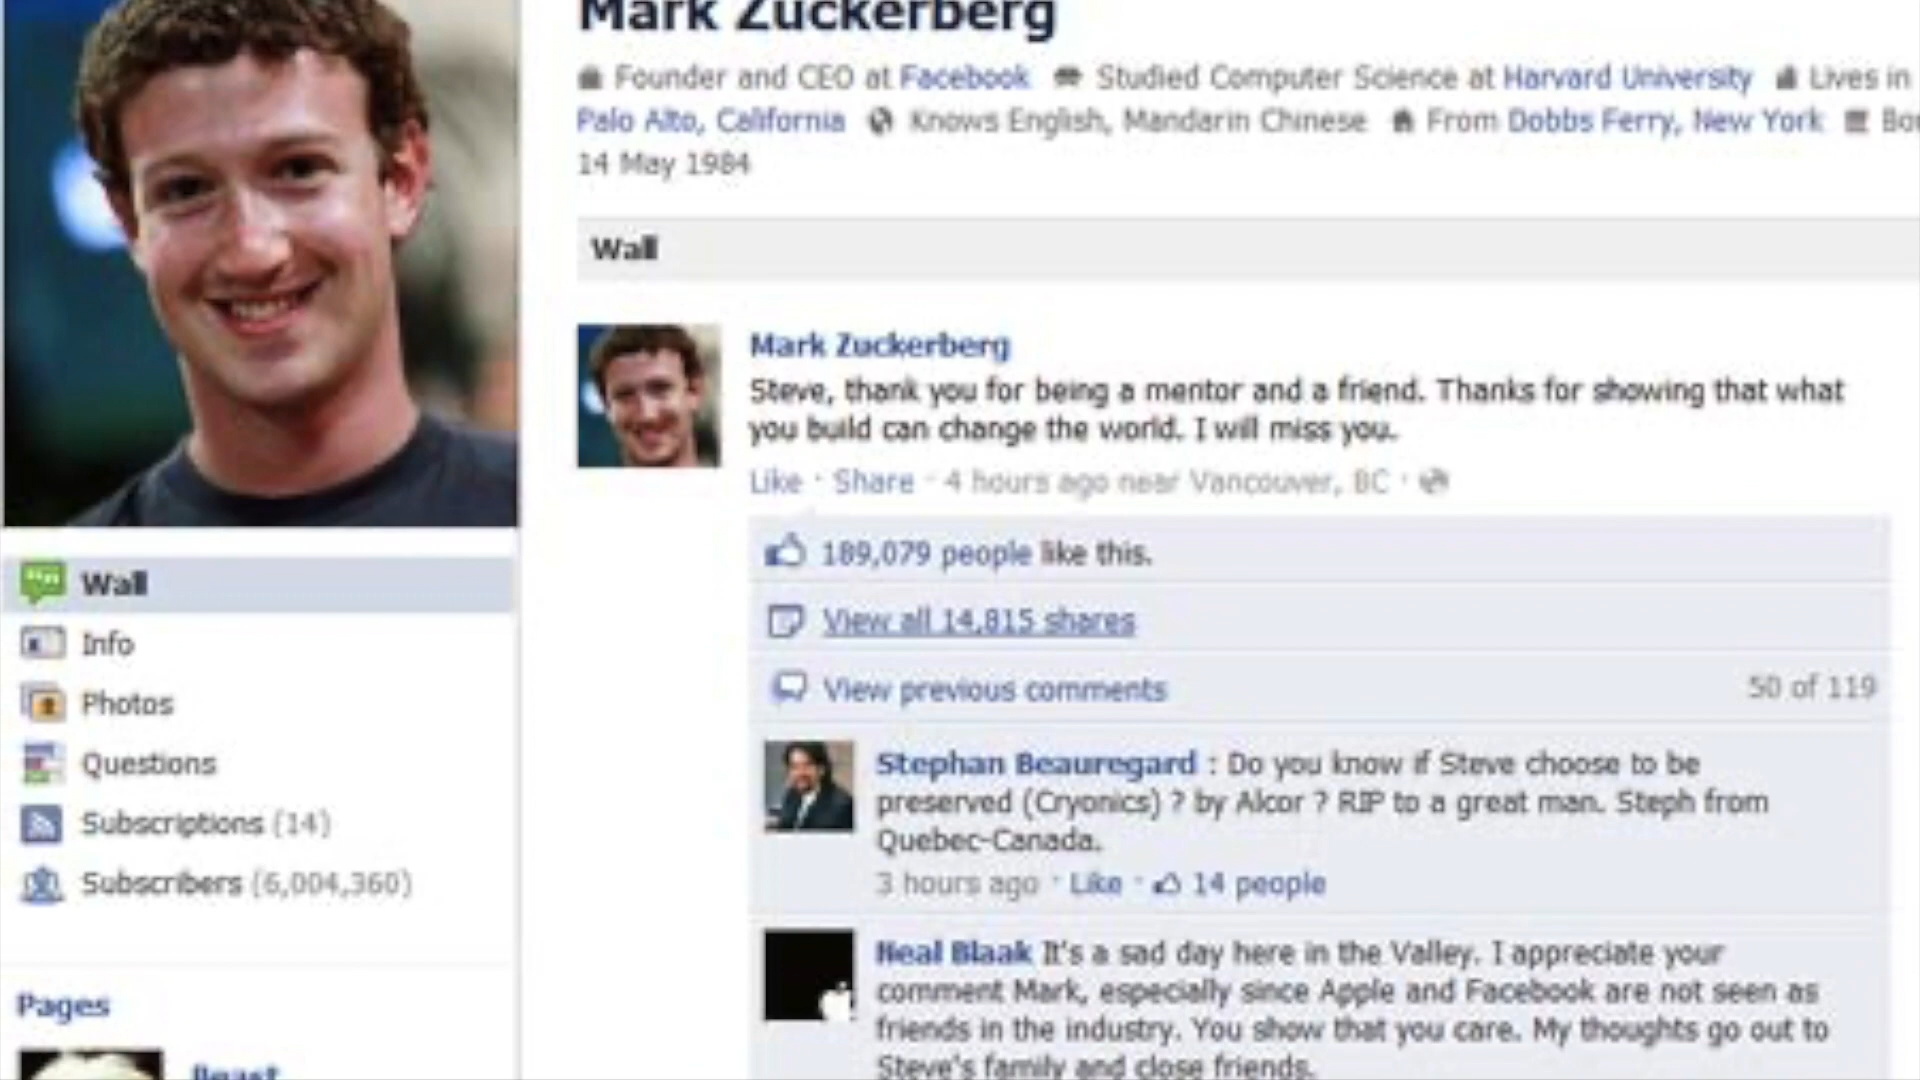 Mark Zuckerberg
Founder and CEO at Facebook Studied Computer Science at Harvard University Lives in
Palo Alto, California Knows English, Mandarin Chinese From Dobbs Ferry, New York Bor
14 May 1984
Wall
Mark Zuckerberg
Steve, thank you for being a mentor and a friend. Thanks for showing that what
you build can change the world. I will miss you.
Like · Share · 4 hours ago near Vancouver, BC ·
189,079 people like this.
View all 14,815 shares
View previous comments 50 of 119
Stephan Beauregard : Do you know if Steve choose to be
preserved (Cryonics) ? by Alcor ? RIP to a great man. Steph from
Quebec-Canada.
3 hours ago · Like · 14 people
Neal Blaak It's a sad day here in the Valley. I appreciate your
comment Mark, especially since Apple and Facebook are not seen as
friends in the industry. You show that you care. My thoughts go out to
Steve's family and close friends.
Wall
Info
Photos
Questions
Subscriptions (14)
Subscribers (6,004,360)
Pages
Beast